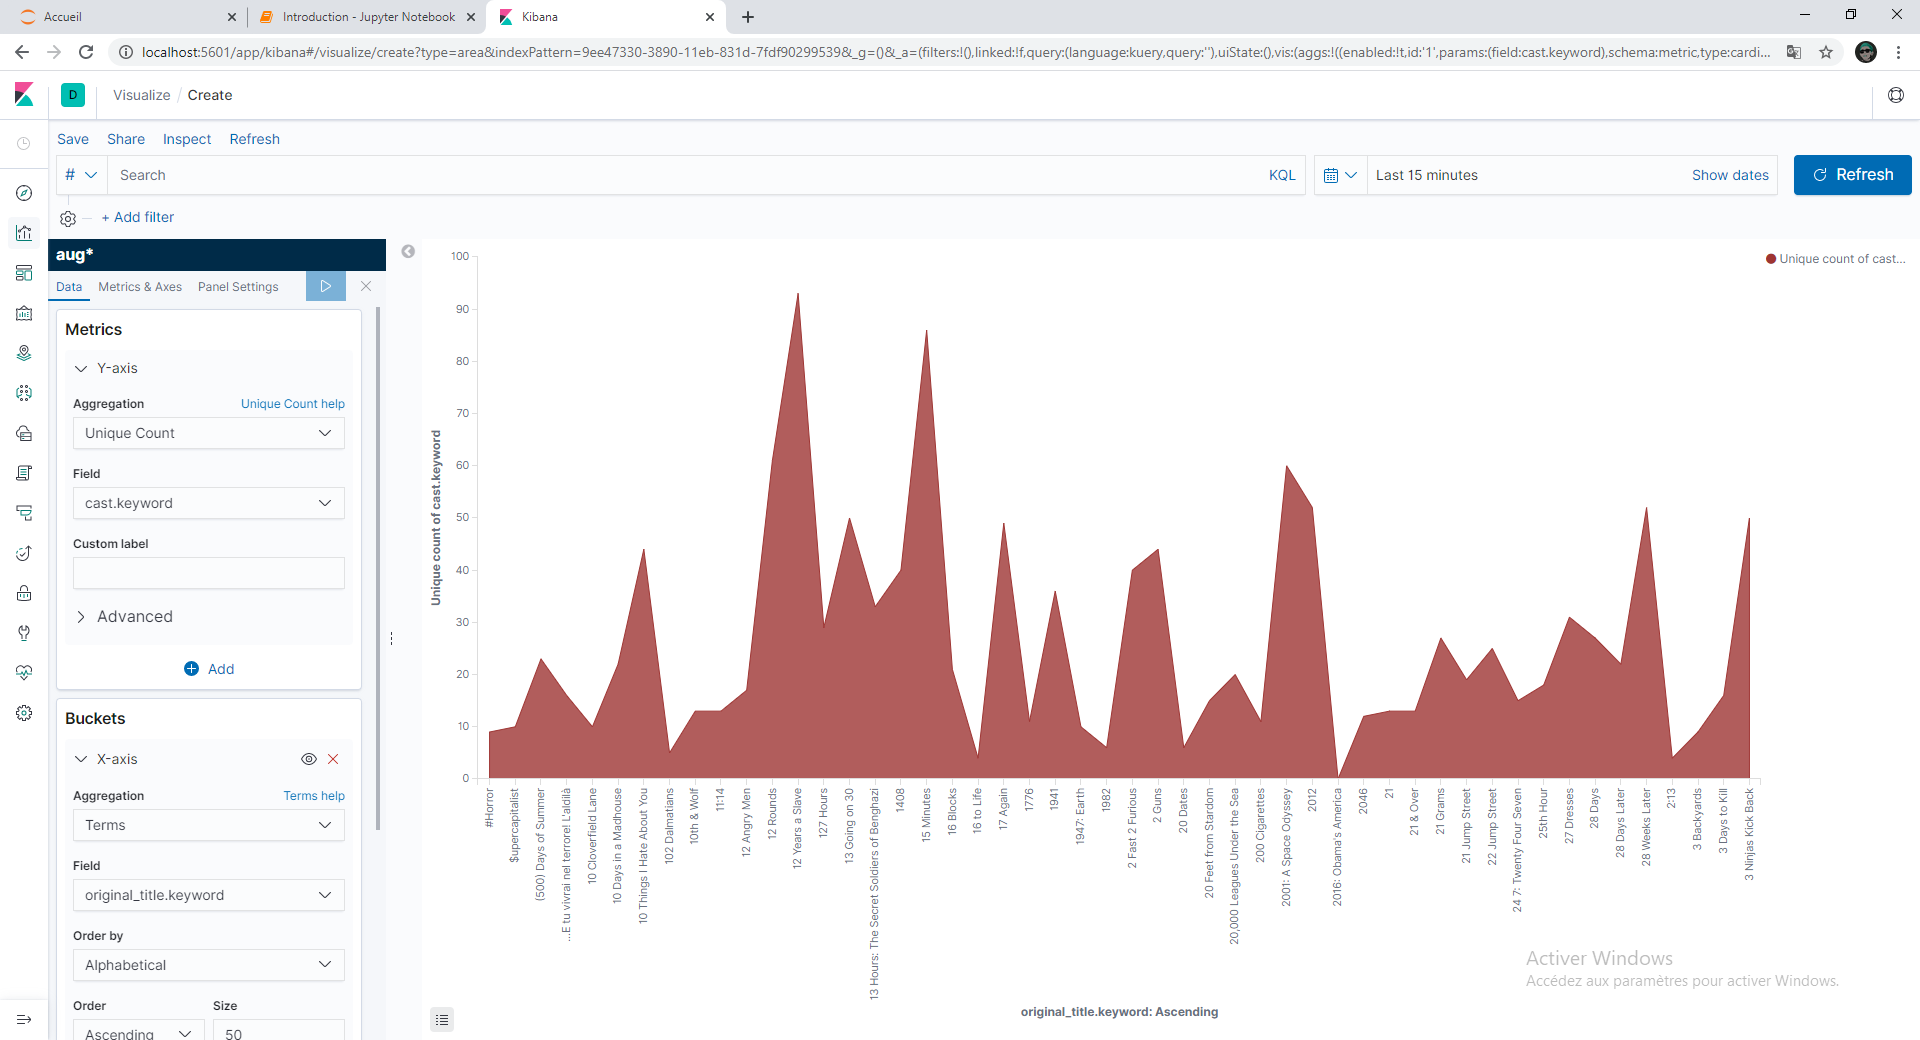 Accueil
Introduction - Jupyter Notebook
Kibana
localhost:5601/app/kibana#/visualize/create?type=area&indexPattern=9ee47330-3890-11eb-831d-7fdf90299539&_g=()&_a=(filters:!(),linked:!f,query:(language:kuery,query:''),uiState:(),vis:(aggs:!((enabled:!t,id:'1',params:(field:cast.keyword),schema:metric,type:cardi...
D
Visualize / Create
Save Share Inspect Refresh
# Search KQL Last 15 minutes Show dates Refresh
+ Add filter
aug*
Data Metrics & Axes Panel Settings
Metrics
Y-axis
Aggregation Unique Count help
Unique Count
Field
cast.keyword
Custom label
Advanced
Add
Buckets
X-axis
Aggregation Terms help
Terms
Field
original_title.keyword
Order by
Alphabetical
Order Size
Ascending 50
Unique count of cast...
Unique count of cast.keyword
100
90
80
70
60
50
40
30
20
10
0
#Horror
$upercapitalist
(500) Days of Summer
...E tu vivrai nel terrore! L'aldilà
10 Cloverfield Lane
10 Days in a Madhouse
10 Things I Hate About You
102 Dalmatians
10th & Wolf
11:14
12 Angry Men
12 Rounds
12 Years a Slave
127 Hours
13 Going on 30
13 Hours: The Secret Soldiers of Benghazi
1408
15 Minutes
16 Blocks
16 to Life
17 Again
1776
1941
1947: Earth
1982
2 Fast 2 Furious
2 Guns
20 Dates
20 Feet from Stardom
20,000 Leagues Under the Sea
200 Cigarettes
2001: A Space Odyssey
2012
2016: Obama's America
2046
21
21 & Over
21 Grams
21 Jump Street
22 Jump Street
24 7: Twenty Four Seven
25th Hour
27 Dresses
28 Days
28 Days Later
28 Weeks Later
2:13
3 Backyards
3 Days to Kill
3 Ninjas Kick Back
original_title.keyword: Ascending
Activer Windows
Accédez aux paramètres pour activer Windows.